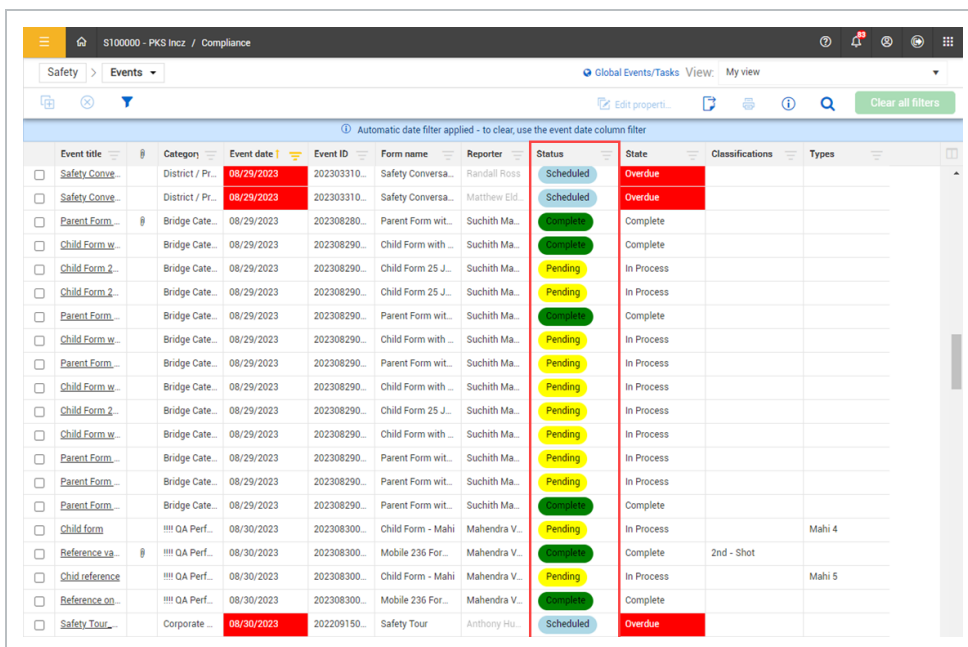 S100000 - PKS Incz / Compliance 83
Safety > Events Global Events/Tasks View: My view
Edit properti... Clear all filters
Automatic date filter applied - to clear, use the event date column filter
Event title Category Event date Event ID Form name Reporter Status State Classifications Types
Safety Conve... District / Pr... 08/29/2023 202303310... Safety Conversa... Randall Ross Scheduled Overdue
Safety Conve... District / Pr... 08/29/2023 202303310... Safety Conversa... Matthew Eld... Scheduled Overdue
Parent Form ... Bridge Cate... 08/29/2023 202308280... Parent Form wit... Suchith Ma... Complete Complete
Child Form w... Bridge Cate... 08/29/2023 202308290... Child Form with ... Suchith Ma... Complete Complete
Child Form 2... Bridge Cate... 08/29/2023 202308290... Child Form 25 J... Suchith Ma... Pending In Process
Child Form 2... Bridge Cate... 08/29/2023 202308290... Child Form 25 J... Suchith Ma... Pending In Process
Parent Form ... Bridge Cate... 08/29/2023 202308290... Parent Form wit... Suchith Ma... Complete Complete
Child Form w... Bridge Cate... 08/29/2023 202308290... Child Form with ... Suchith Ma... Pending In Process
Parent Form ... Bridge Cate... 08/29/2023 202308290... Parent Form wit... Suchith Ma... Pending In Process
Child Form w... Bridge Cate... 08/29/2023 202308290... Child Form with ... Suchith Ma... Pending In Process
Child Form 2... Bridge Cate... 08/29/2023 202308290... Child Form 25 J... Suchith Ma... Pending In Process
Child Form w... Bridge Cate... 08/29/2023 202308290... Child Form with ... Suchith Ma... Pending In Process
Parent Form ... Bridge Cate... 08/29/2023 202308290... Parent Form wit... Suchith Ma... Pending In Process
Parent Form ... Bridge Cate... 08/29/2023 202308290... Parent Form wit... Suchith Ma... Pending In Process
Parent Form ... Bridge Cate... 08/29/2023 202308290... Parent Form wit... Suchith Ma... Complete Complete
Child form !!!! QA Perf... 08/30/2023 202308300... Child Form - Mahi Mahendra V... Pending In Process Mahi 4
Reference va... !!!! QA Perf... 08/30/2023 202308300... Mobile 236 For... Mahendra V... Complete Complete 2nd - Shot
Chid reference !!!! QA Perf... 08/30/2023 202308300... Child Form - Mahi Mahendra V... Pending In Process Mahi 5
Reference on... !!!! QA Perf... 08/30/2023 202308300... Mobile 236 For... Mahendra V... Complete Complete
Safety Tour_... Corporate ... 08/30/2023 202209150... Safety Tour Anthony Hu... Scheduled Overdue